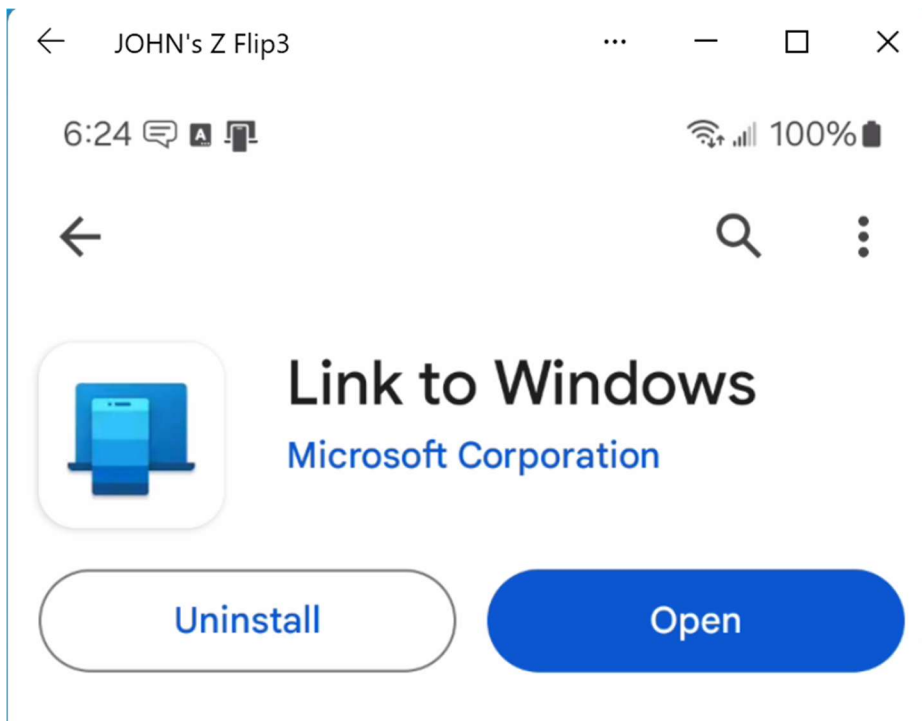 JOHN's Z Flip3
6:24 100%
Link to Windows
Microsoft Corporation
Uninstall Open